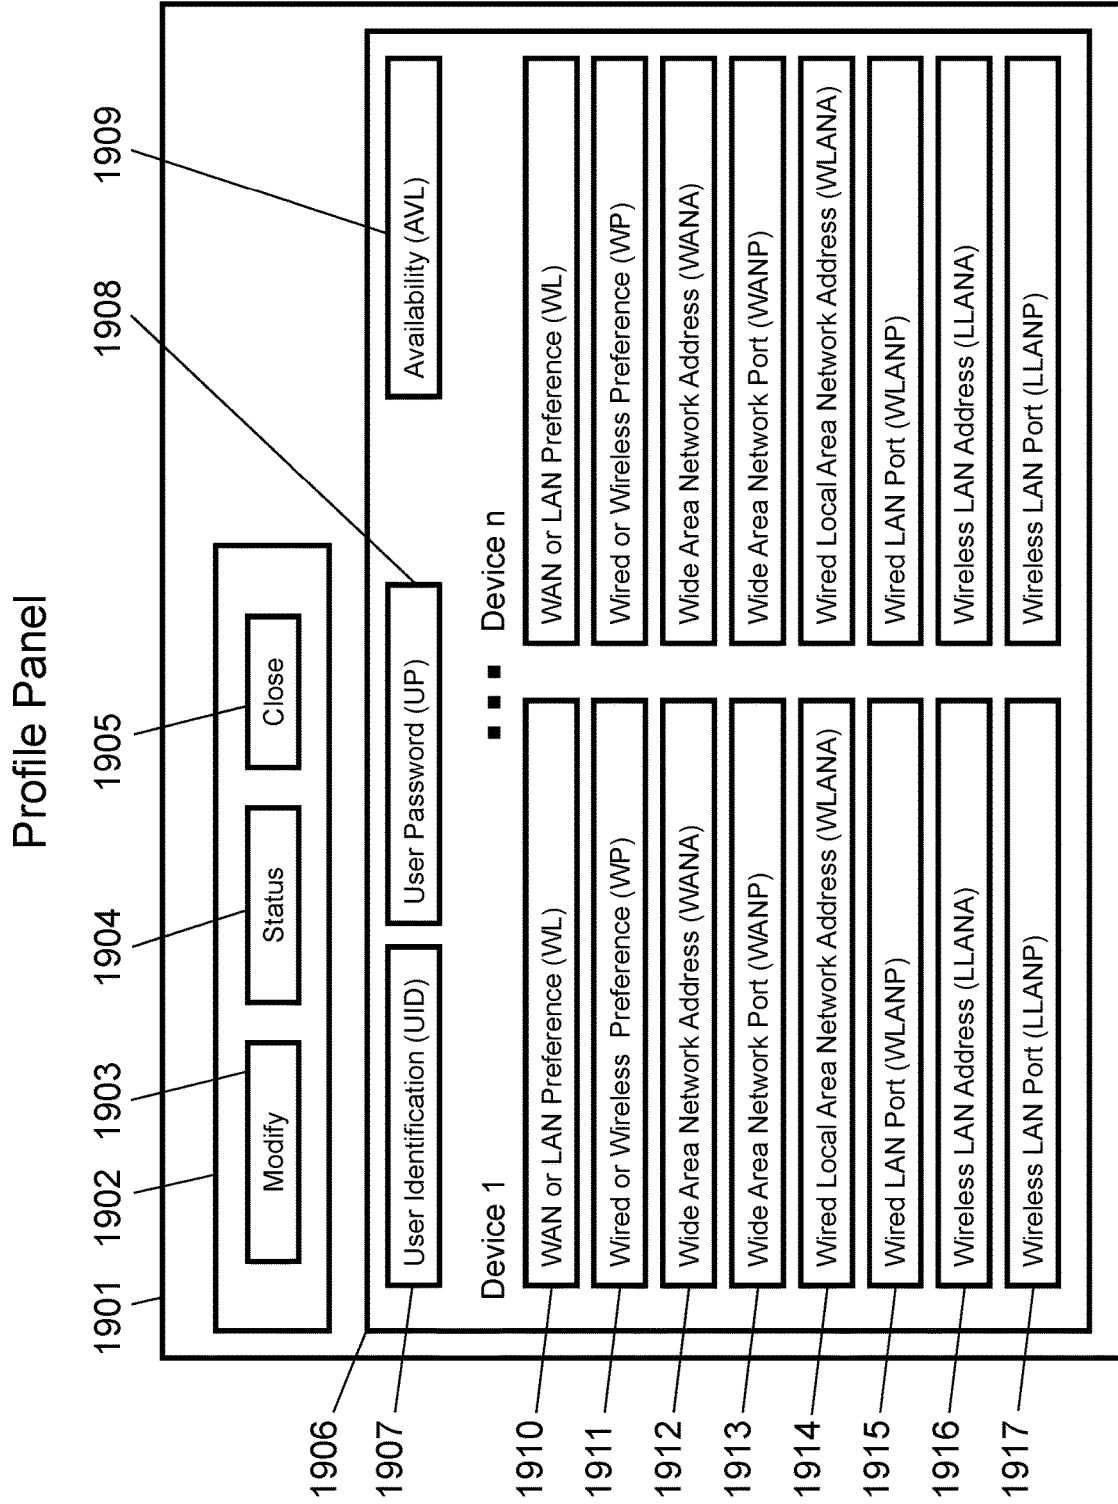 Profile Panel
1901
1902
1903
1904
1905
1908
1909
Modify
Status
Close
1906
1907
User Identification (UID)
User Password (UP)
Availability (AVL)
Device 1
Device n
1910
WAN or LAN Preference (WL)
WAN or LAN Preference (WL)
1911
Wired or Wireless Preference (WP)
Wired or Wireless Preference (WP)
1912
Wide Area Network Address (WANA)
Wide Area Network Address (WANA)
1913
Wide Area Network Port (WANP)
Wide Area Network Port (WANP)
1914
Wired Local Area Network Address (WLANA)
Wired Local Area Network Address (WLANA)
1915
Wired LAN Port (WLANP)
Wired LAN Port (WLANP)
1916
Wireless LAN Address (LLANA)
Wireless LAN Address (LLANA)
1917
Wireless LAN Port (LLANP)
Wireless LAN Port (LLANP)